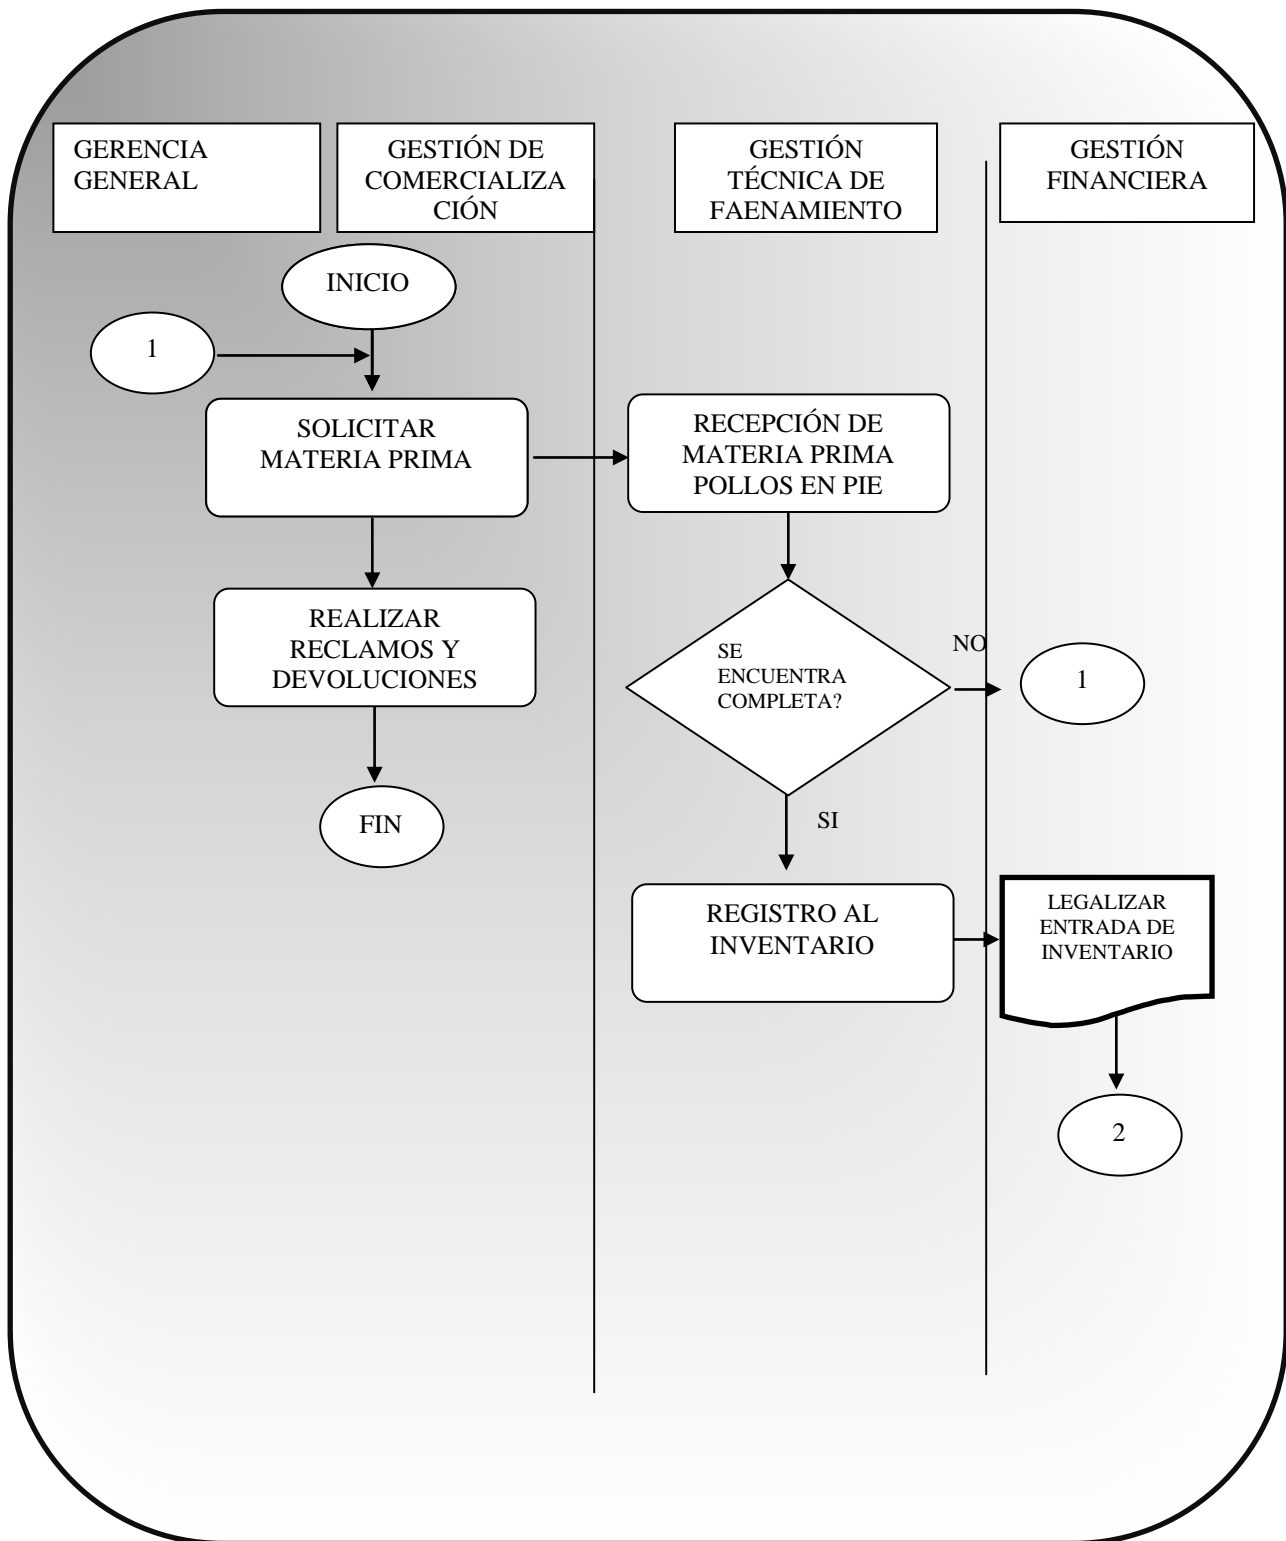 GERENCIA
GENERAL
GESTIÓN DE
COMERCIALIZA
CIÓN
GESTIÓN
TÉCNICA DE
FAENAMIENTO
GESTIÓN
FINANCIERA
INICIO
1
SOLICITAR
MATERIA PRIMA
RECEPCIÓN DE
MATERIA PRIMA
POLLOS EN PIE
REALIZAR
RECLAMOS Y
DEVOLUCIONES
SE
ENCUENTRA
COMPLETA?
NO
1
FIN
SI
REGISTRO AL
INVENTARIO
LEGALIZAR
ENTRADA DE
INVENTARIO
2